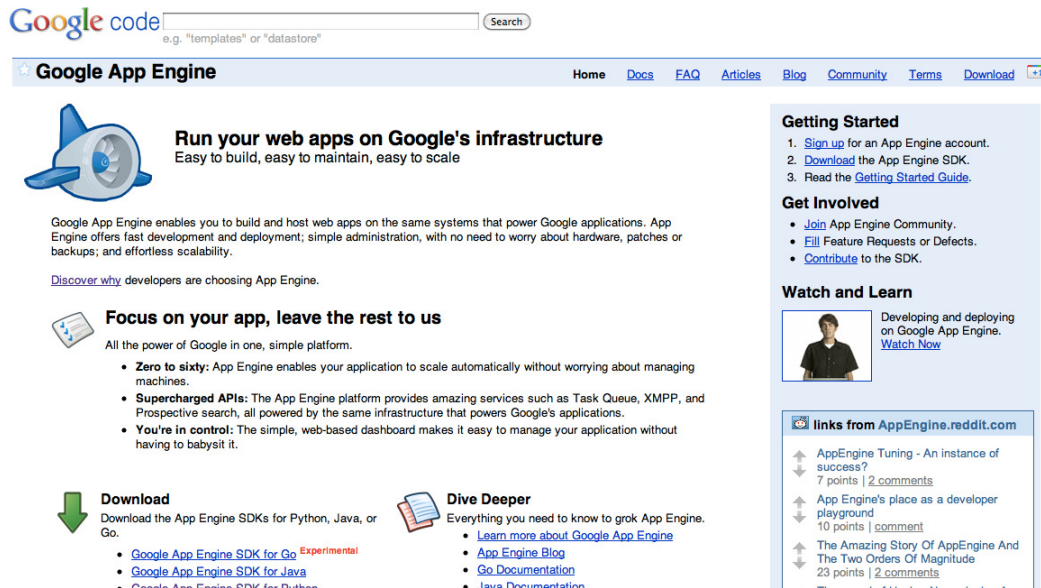 Google code
Search
e.g. "templates" or "datastore"
Google App Engine
Home Docs FAQ Articles Blog Community Terms Download
Run your web apps on Google's infrastructure
Easy to build, easy to maintain, easy to scale
Google App Engine enables you to build and host web apps on the same systems that power Google applications. App
Engine offers fast development and deployment; simple administration, with no need to worry about hardware, patches or
backups; and effortless scalability.
Discover why developers are choosing App Engine.
Focus on your app, leave the rest to us
All the power of Google in one, simple platform.
• Zero to sixty: App Engine enables your application to scale automatically without worrying about managing
machines.
• Supercharged APIs: The App Engine platform provides amazing services such as Task Queue, XMPP, and
Prospective search, all powered by the same infrastructure that powers Google's applications.
• You're in control: The simple, web-based dashboard makes it easy to manage your application without
having to babysit it.
Download
Download the App Engine SDKs for Python, Java, or
Go.
• Google App Engine SDK for Go Experimental
• Google App Engine SDK for Java
• Google App Engine SDK for Python
Dive Deeper
Everything you need to know to grok App Engine.
• Learn more about Google App Engine
• App Engine Blog
• Go Documentation
• Java Documentation
Getting Started
1. Sign up for an App Engine account.
2. Download the App Engine SDK.
3. Read the Getting Started Guide.
Get Involved
• Join App Engine Community.
• Fill Feature Requests or Defects.
• Contribute to the SDK.
Watch and Learn
Developing and deploying
on Google App Engine.
Watch Now
links from AppEngine.reddit.com
AppEngine Tuning - An instance of
success?
7 points | 2 comments
App Engine's place as a developer
playground
10 points | comment
The Amazing Story Of AppEngine And
The Two Orders Of Magnitude
23 points | 2 comments